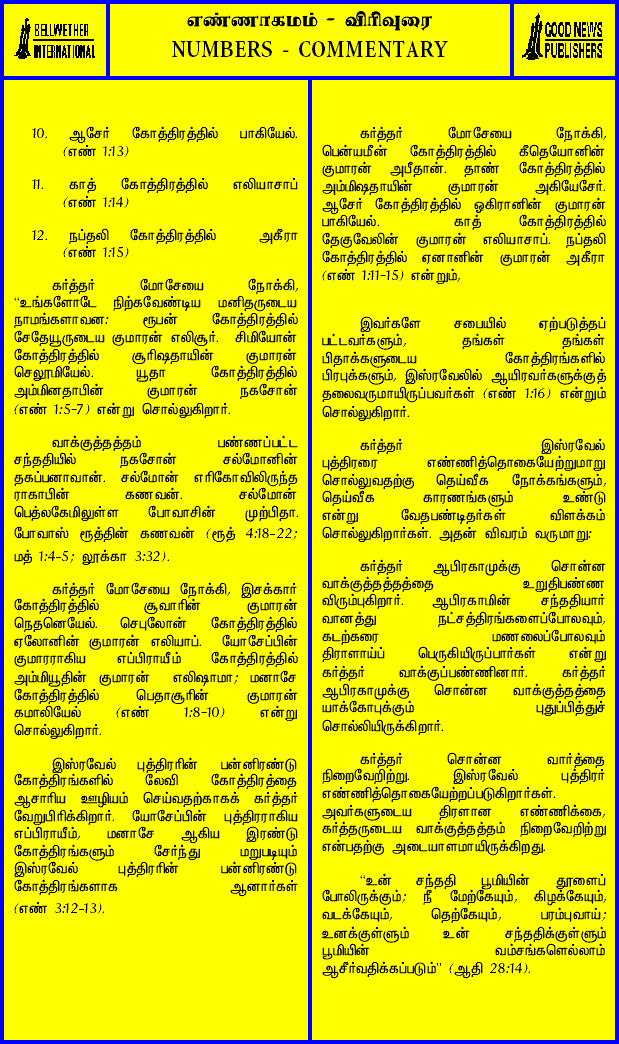 BELLWETHER
INTERNATIONAL
எண்ணாகமம் - விரிவுரை
NUMBERS - COMMENTARY
GOOD NEWS
PUBLISHERS
10. ஆசேர் கோத்திரத்தில் பாகியேல்.
(எண் 1:13)
11. காத் கோத்திரத்தில் எலியாசாப்
(எண் 1:14)
12. நப்தலி கோத்திரத்தில் அகீரா
(எண் 1:15)
கர்த்தர் மோசேயை நோக்கி,
“உங்களோடே நிற்கவேண்டிய மனிதருடைய
நாமங்களாவன: ரூபன் கோத்திரத்தில்
சேதேயூருடைய குமாரன் எலிசூர். சிமியோன்
கோத்திரத்தில் சூரிஷதாயின் குமாரன்
செலூமியேல். யூதா கோத்திரத்தில்
அம்மினதாபின் குமாரன் நகசோன்
(எண் 1:5-7) என்று சொல்லுகிறார்.
வாக்குத்தத்தம் பண்ணப்பட்ட
சந்ததியில் நகசோன் சல்மோனின்
தகப்பனாவான். சல்மோன் எரிகோவிலிருந்த
ராகாபின் கணவன். சல்மோன்
பெத்லகேமிலுள்ள போவாசின் முற்பிதா.
போவாஸ் ரூத்தின் கணவன் (ரூத் 4:18-22;
மத் 1:4-5; லூக்கா 3:32).
கர்த்தர் மோசேயை நோக்கி, இசக்கார்
கோத்திரத்தில் சூவாரின் குமாரன்
நெதனெயேல். செபுலோன் கோத்திரத்தில்
ஏலோனின் குமாரன் எலியாப். யோசேப்பின்
குமாரராகிய எப்பிராயீம் கோத்திரத்தில்
அம்மியூதின் குமாரன் எலிஷாமா; மனாசே
கோத்திரத்தில் பெதாசூரின் குமாரன்
கமாலியேல் (எண் 1:8-10) என்று
சொல்லுகிறார்.
இஸ்ரவேல் புத்திரரின் பன்னிரண்டு
கோத்திரங்களில் லேவி கோத்திரத்தை
ஆசாரிய ஊழியம் செய்வதற்காகக் கர்த்தர்
வேறுபிரிக்கிறார். யோசேப்பின் புத்திரராகிய
எப்பிராயீம், மனாசே ஆகிய இரண்டு
கோத்திரங்களும் சேர்ந்து மறுபடியும்
இஸ்ரவேல் புத்திரரின் பன்னிரண்டு
கோத்திரங்களாக ஆனார்கள்
(எண் 3:12-13).
கர்த்தர் மோசேயை நோக்கி,
பென்யமீன் கோத்திரத்தில் கீதெயோனின்
குமாரன் அபீதான். தாண் கோத்திரத்தில்
அம்மிஷதாயின் குமாரன் அகியேசேர்.
ஆசேர் கோத்திரத்தில் ஒகிரானின் குமாரன்
பாகியேல். காத் கோத்திரத்தில்
தேகுவேலின் குமாரன் எலியாசாப். நப்தலி
கோத்திரத்தில் ஏனானின் குமாரன் அகீரா
(எண் 1:11-15) என்றும்,
இவர்களே சபையில் ஏற்படுத்தப்
பட்டவர்களும், தங்கள் தங்கள்
பிதாக்களுடைய கோத்திரங்களில்
பிரபுக்களும், இஸ்ரவேலில் ஆயிரவர்களுக்குத்
தலைவருமாயிருப்பவர்கள் (எண் 1:16) என்றும்
சொல்லுகிறார்.
கர்த்தர் இஸ்ரவேல்
புத்திரரை எண்ணித்தொகையேற்றுமாறு
சொல்லுவதற்கு தெய்வீக நோக்கங்களும்,
தெய்வீக காரணங்களும் உண்டு
என்று வேதபண்டிதர்கள் விளக்கம்
சொல்லுகிறார்கள். அதன் விவரம் வருமாறு:
கர்த்தர் ஆபிரகாமுக்கு சொன்ன
வாக்குத்தத்தத்தை உறுதிபண்ண
விரும்புகிறார். ஆபிரகாமின் சந்ததியார்
வானத்து நட்சத்திரங்களைப்போலவும்,
கடற்கரை மணலைப்போலவும்
திராளாய்ப் பெருகியிருப்பார்கள் என்று
கர்த்தர் வாக்குப்பண்ணினார். கர்த்தர்
ஆபிரகாமுக்கு சொன்ன வாக்குத்தத்தை
யாக்கோபுக்கும் புதுப்பித்துச்
சொல்லியிருக்கிறார்.
கர்த்தர் சொன்ன வார்த்தை
நிறைவேறிற்று. இஸ்ரவேல் புத்திரர்
எண்ணித்தொகையேற்றப்படுகிறார்கள்.
அவர்களுடைய திரளான எண்ணிக்கை,
கர்த்தருடைய வாக்குத்தத்தம் நிறைவேறிற்று
என்பதற்கு அடையாளமாயிருக்கிறது.
“உன் சந்ததி பூமியின் தூளைப்
போலிருக்கும்; நீ மேற்கேயும், கிழக்கேயும்,
வடக்கேயும், தெற்கேயும், பரம்புவாய்;
உனக்குள்ளும் உன் சந்ததிக்குள்ளும்
பூமியின் வம்சங்களெல்லாம்
ஆசீர்வதிக்கப்படும்” (ஆதி 28:14).